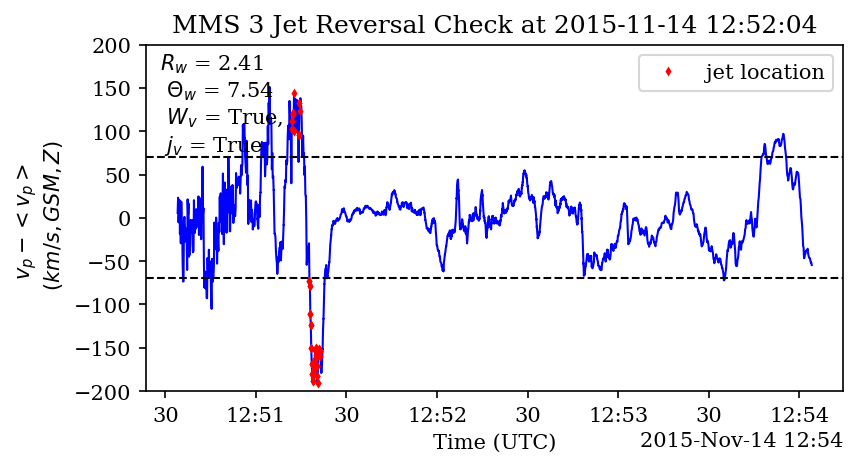 MMS 3 Jet Reversal Check at 2015-11-14 12:52:04
R_w = 2.41
Θ_w = 7.54
W_v = True,
j_v = True
jet location
v_p − < v_p >
(km/s, GSM, Z)
200
150
100
50
0
−50
−100
−150
−200
30 12:51 30 12:52 30 12:53 30 12:54
Time (UTC)
2015-Nov-14 12:54